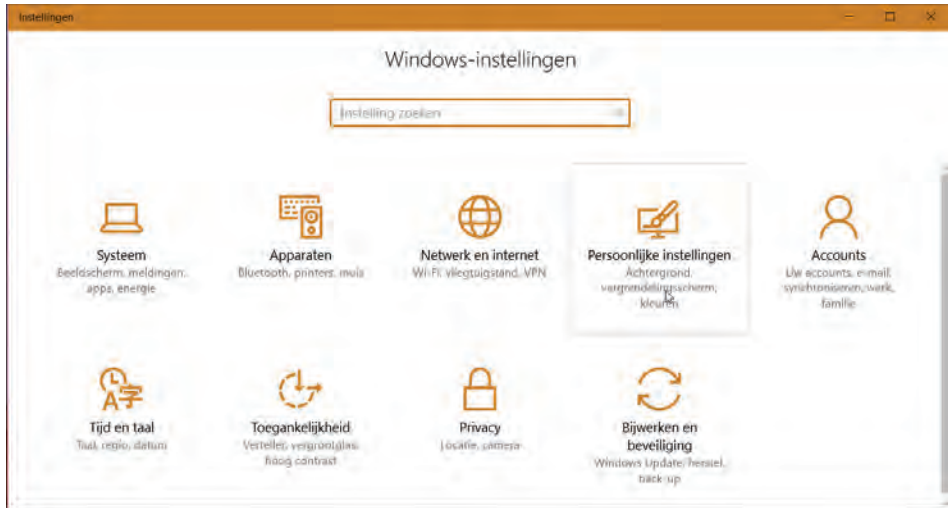 Instellingen
Windows-instellingen
Instelling zoeken
Systeem
Beeldscherm, meldingen,
apps, energie
Apparaten
Bluetooth, printers, muis
Netwerk en internet
Wi-Fi, vliegtuigstand, VPN
Persoonlijke instellingen
Achtergrond,
vergrendelingsscherm,
kleuren
Accounts
Uw accounts, e-mail,
synchroniseren, werk,
familie
Tijd en taal
Taal, regio, datum
Toegankelijkheid
Verteller, vergrootglas,
hoog contrast
Privacy
Locatie, camera
Bijwerken en
beveiliging
Windows Update, herstel,
back-up